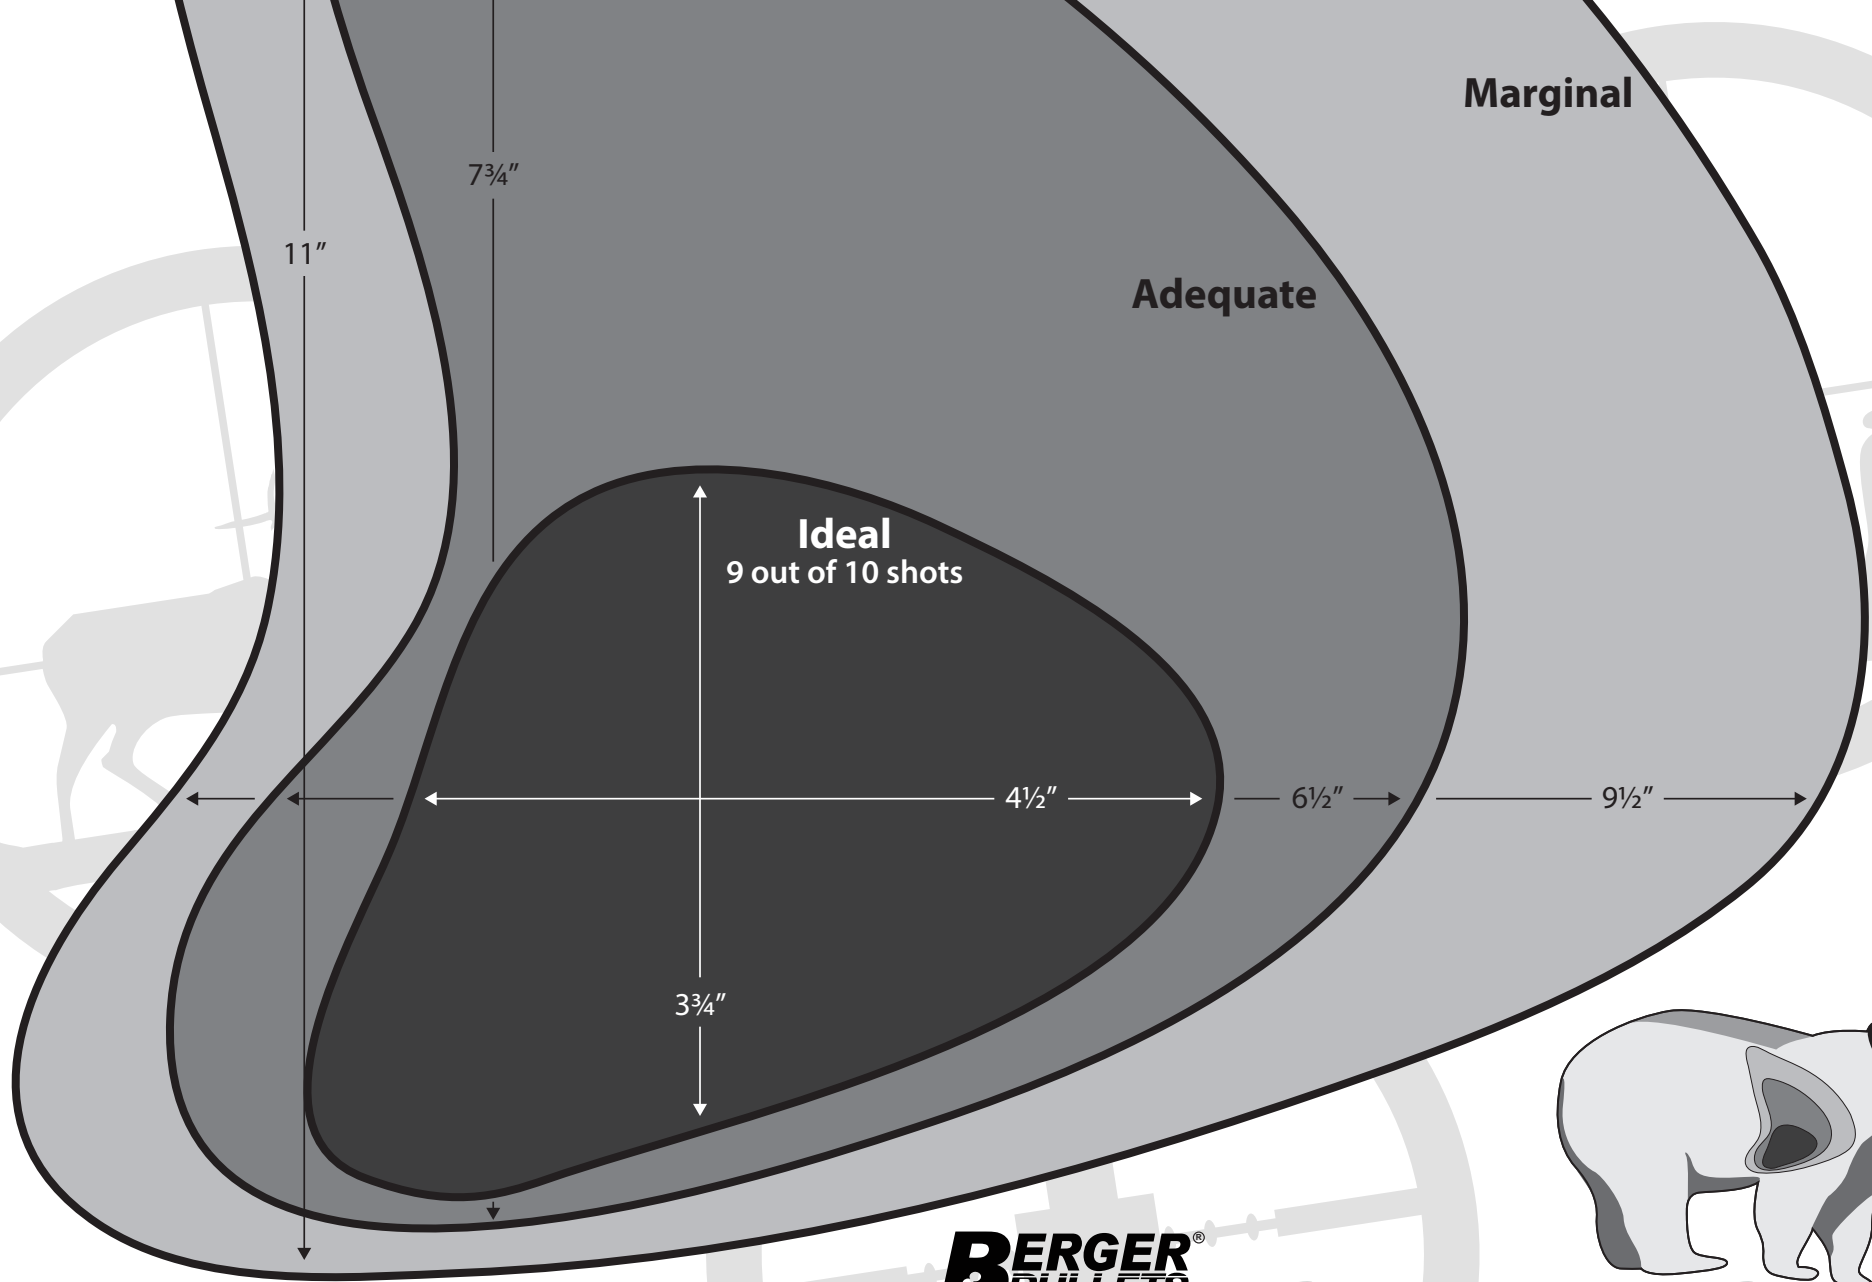 Marginal
7¾”
11”
Adequate
Ideal
9 out of 10 shots
4½”
6½”
9½”
3¾”
BERGER®
BULLETS